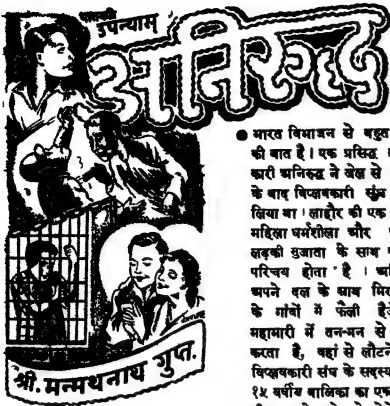 उपन्यास
अनिरुद्ध
श्री. मन्मथनाथ गुप्त.
● भारत विभाजन से बहुत
की बात है। एक प्रसिद्ध
कारी अनिरुद्ध ने जेल से
के बाद विप्लवकारी संघ
लिया था। लाहौर की एक
महिला धर्मशीला और
लड़की सुजाता के साथ
परिचय होता है।
अपने दल के साथ
के गांवों में फैली
महामारी में तन-मन से
करता है, वहां से लौटने
विप्लवकारी संघ के सदस्य
१५ वर्षीय बालिका का